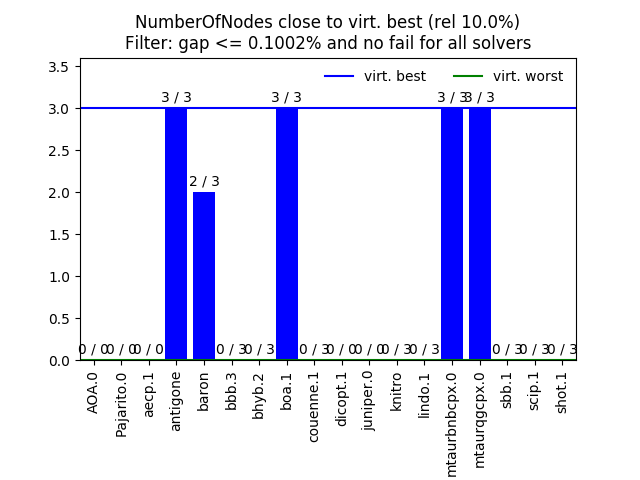 NumberOfNodes close to virt. best (rel 10.0%)
Filter: gap <= 0.1002% and no fail for all solvers
virt. best
virt. worst
3.5
3.0
2.5
2.0
1.5
1.0
0.5
0.0
0 / 0
0 / 0
0 / 0
3 / 3
2 / 3
0 / 3
0 / 3
3 / 3
0 / 3
0 / 0
0 / 0
0 / 3
0 / 3
3 / 3
3 / 3
0 / 3
0 / 3
0 / 3
AOA.0
Pajarito.0
aecp.1
antigone
baron
bbb.3
bhyb.2
boa.1
couenne.1
dicopt.1
juniper.0
knitro
lindo.1
mtaurbnbcpx.0
mtaurqgcpx.0
sbb.1
scip.1
shot.1